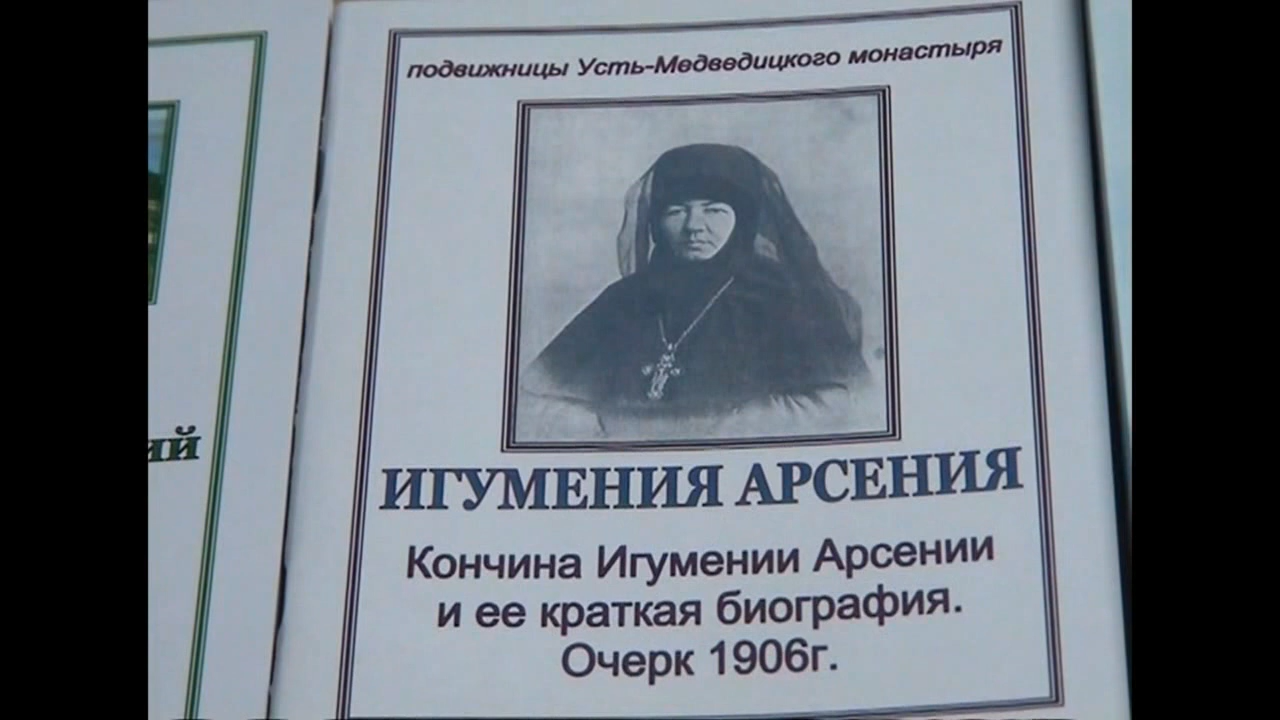 подвижницы Усть-Медведицкого монастыря
ИГУМЕНИЯ АРСЕНИЯ
Кончина Игумении Арсении
и ее краткая биография.
Очерк 1906г.